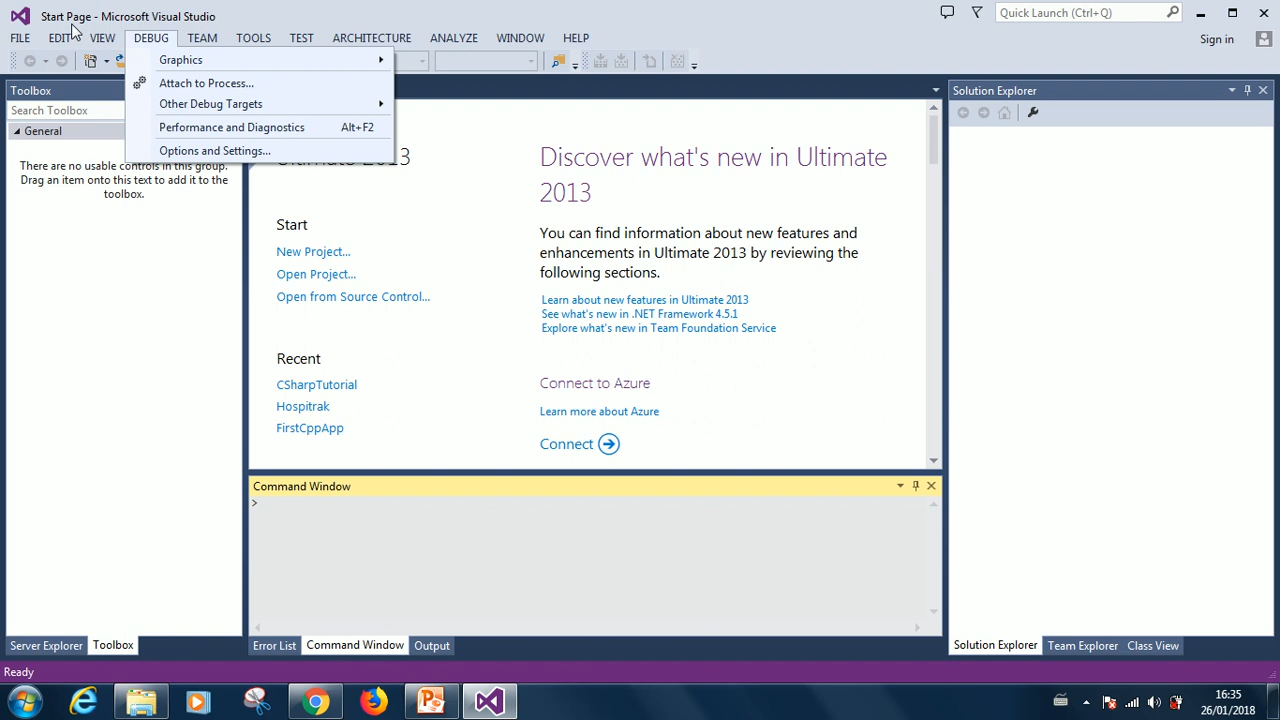 Start Page - Microsoft Visual Studio
Quick Launch (Ctrl+Q)
FILE EDIT VIEW DEBUG TEAM TOOLS TEST ARCHITECTURE ANALYZE WINDOW HELP
Sign in
Graphics
Attach to Process...
Other Debug Targets
Performance and Diagnostics Alt+F2
Options and Settings...
Toolbox
Search Toolbox
General
There are no usable controls in this group.
Drag an item onto this text to add it to the
toolbox.
Start
New Project...
Open Project...
Open from Source Control...
Recent
CSharpTutorial
Hospitrak
FirstCppApp
Discover what's new in Ultimate
2013
You can find information about new features and
enhancements in Ultimate 2013 by reviewing the
following sections.
Learn about new features in Ultimate 2013
See what's new in .NET Framework 4.5.1
Explore what's new in Team Foundation Service
Connect to Azure
Learn more about Azure
Connect
Solution Explorer
Command Window
>
Server Explorer Toolbox
Error List Command Window Output
Solution Explorer Team Explorer Class View
Ready
16:35
26/01/2018